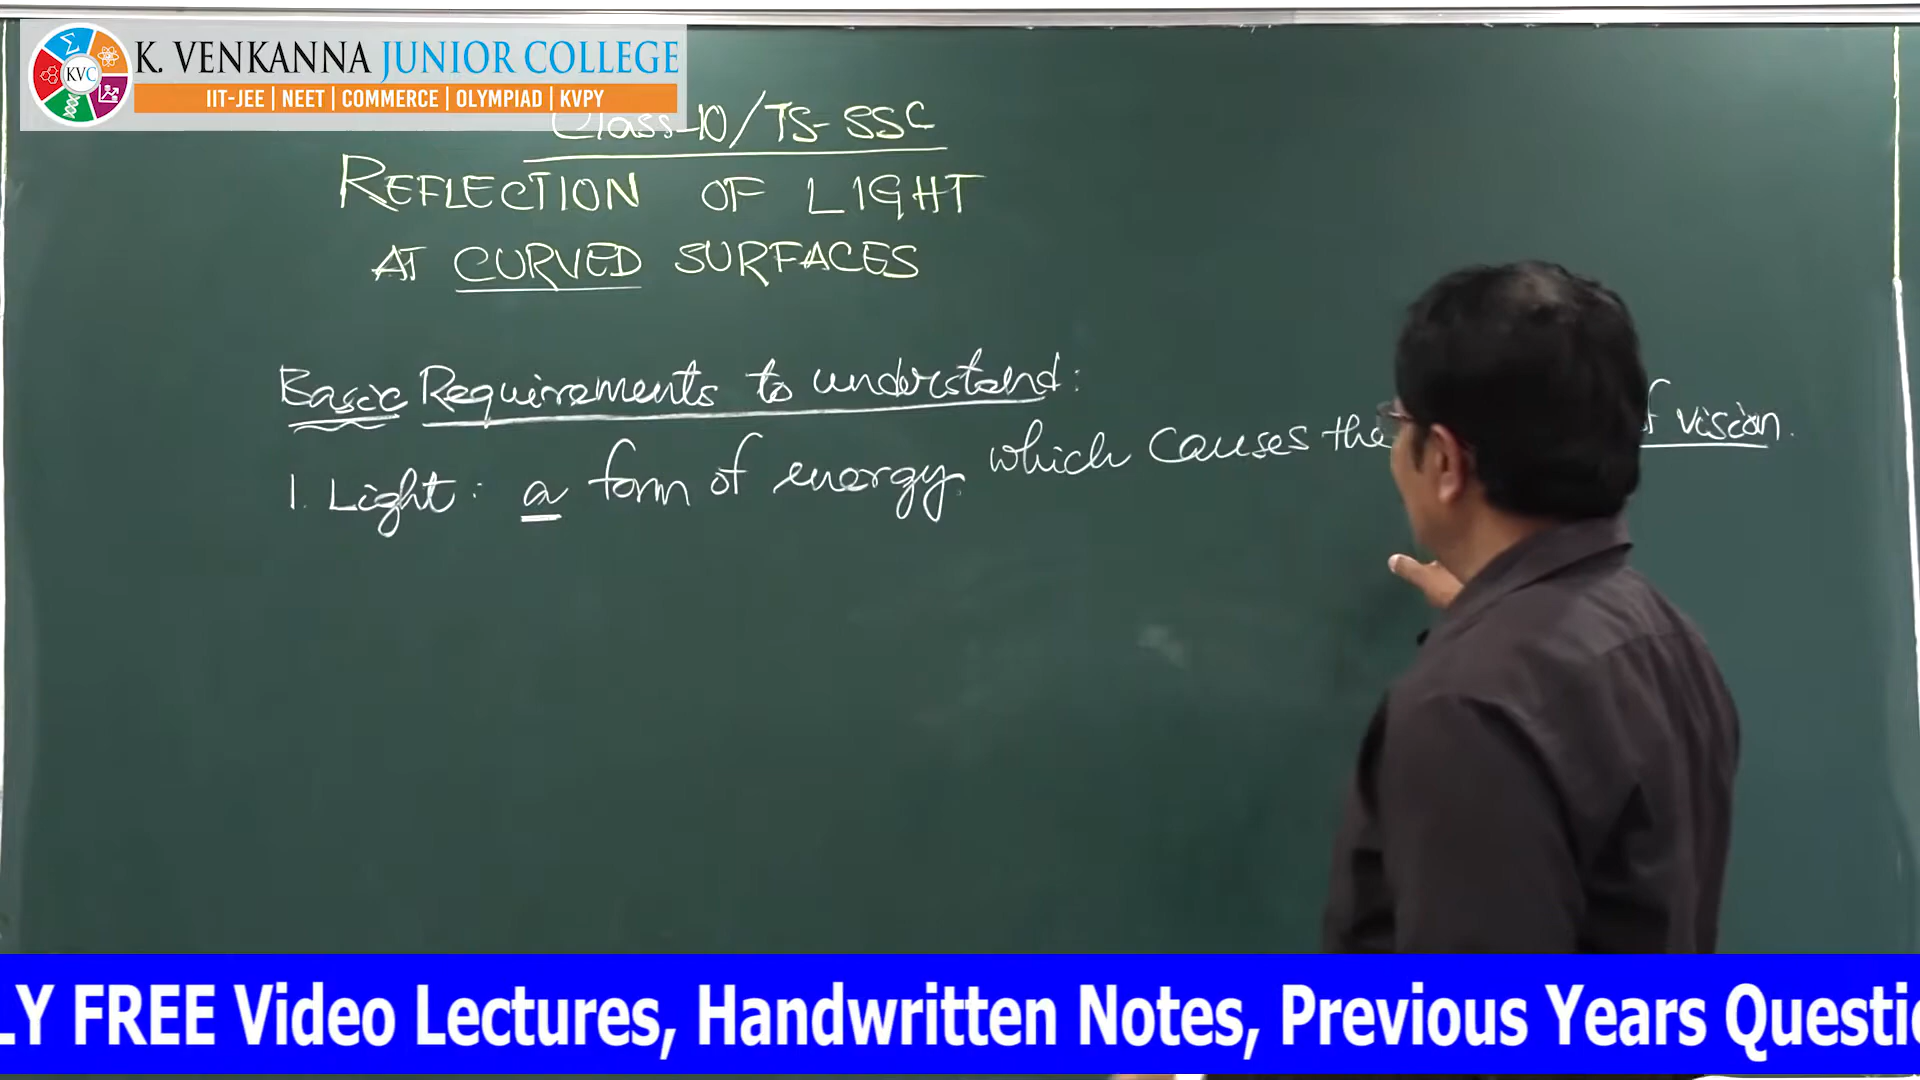 KVC
K. VENKANNA JUNIOR COLLEGE
IIT-JEE | NEET | COMMERCE | OLYMPIAD | KVPY
Class-10/TS-SSC
REFLECTION OF LIGHT
AT CURVED SURFACES
Basic Requirements to understand:
1. Light: a form of energy which causes the of vision.
LY FREE Video Lectures, Handwritten Notes, Previous Years Questi